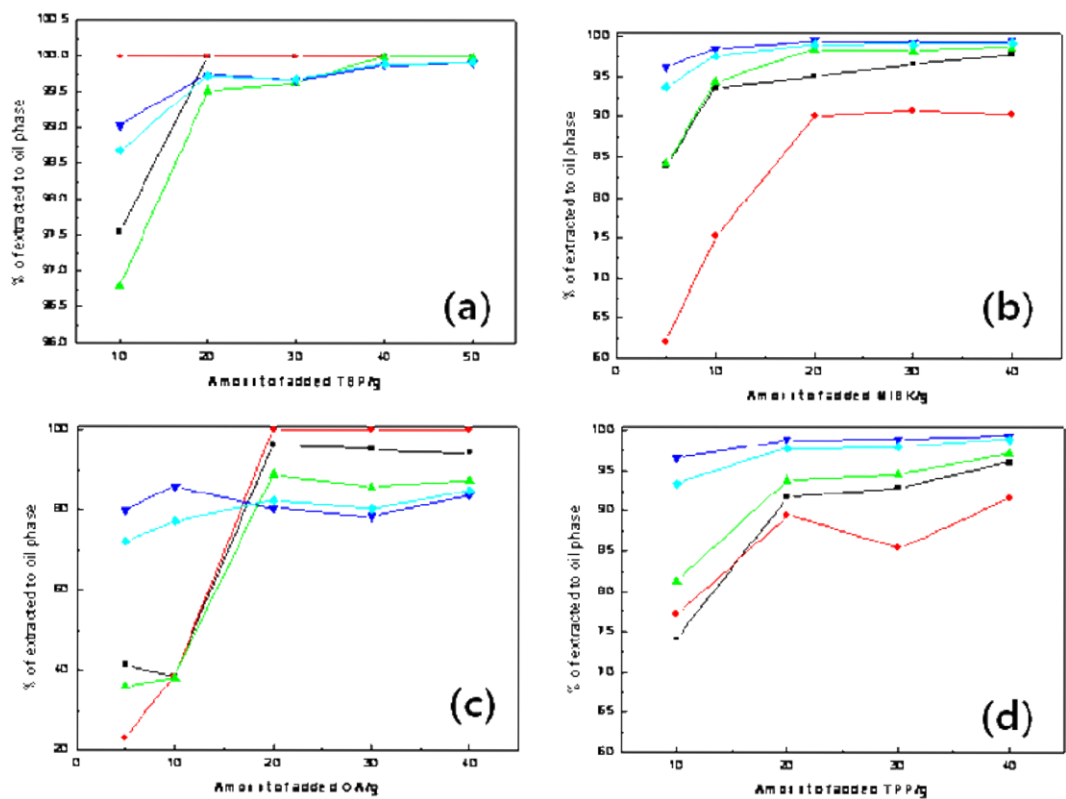 100.5
100.0
99.5
99.0
98.5
98.0
97.5
97.0
96.5
96.0
% of extracted to oil phase
10 20 30 40 50
Amount of added TBP/g
(a)
100
95
90
85
80
75
70
65
60
% of extracted to oil phase
0 10 20 30 40
Amount of added MIBK/g
(b)
100
80
60
40
20
% of extracted to oil phase
0 10 20 30 40
Amount of added OA/g
(c)
100
95
90
85
80
75
70
65
60
% of extracted to oil phase
10 20 30 40
Amount of added TPP/g
(d)